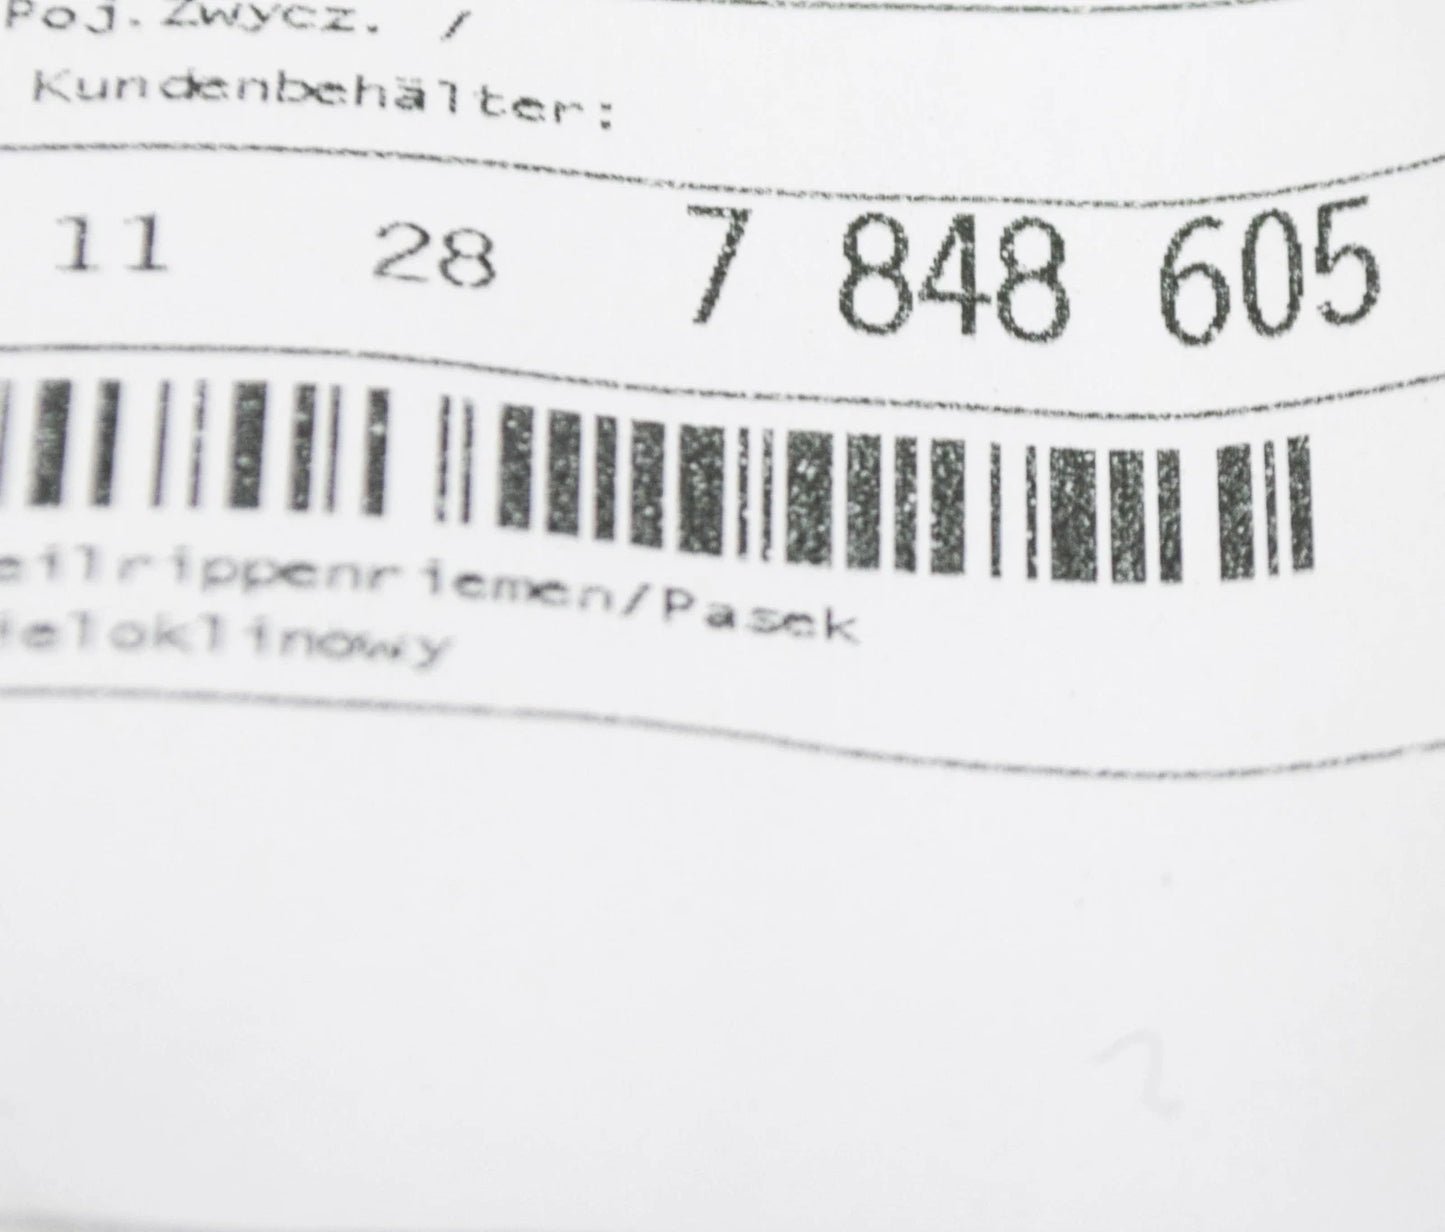 Poj.Zwycz. /
Kundenbehälter:
11 28 7 848 605
eilrippenriemen/Pasek
ieloklinowy